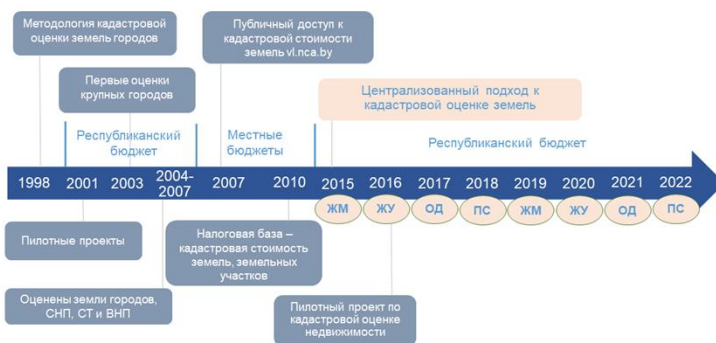 Методология кадастровой
оценки земель городов
Публичный доступ к
кадастровой стоимости
земель vl.nca.by
Первые оценки
крупных городов
Централизованный подход к
кадастровой оценке земель
Республиканский
бюджет
Местные
бюджеты
Республиканский бюджет
1998
2001
2003
2004-
2007
2007
2010
2015
2016
2017
2018
2019
2020
2021
2022
ЖМ
ЖУ
ОД
ПС
ЖМ
ЖУ
ОД
ПС
Пилотные проекты
Налоговая база –
кадастровая стоимость
земель, земельных
участков
Оценены земли городов,
СНП, СТ и ВНП
Пилотный проект по
кадастровой оценке
недвижимости